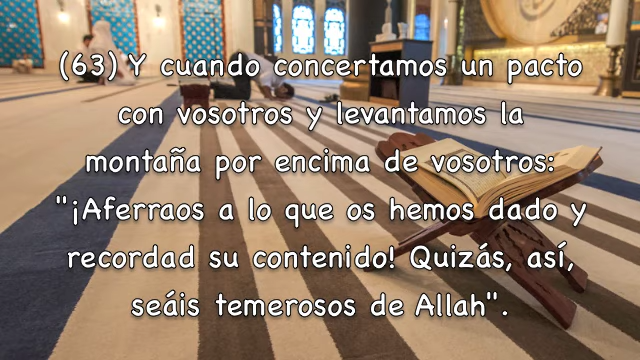 (63) Y cuando concertamos un pacto
con vosotros y levantamos la
montaña por encima de vosotros:
"¡Aferraos a lo que os hemos dado y
recordad su contenido! Quizás, así,
seáis temerosos de Allah".